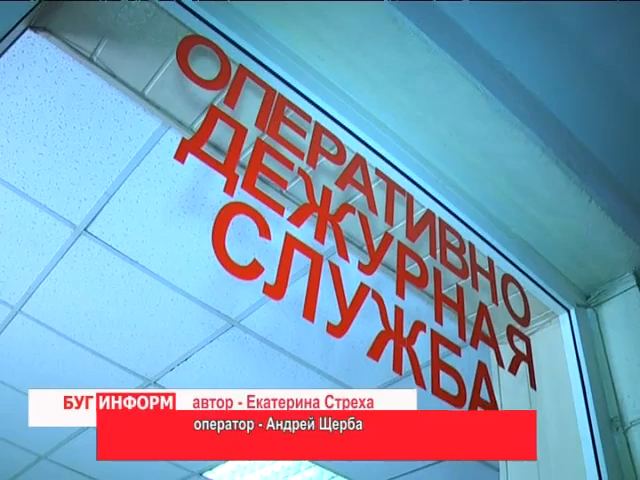 ОПЕРАТИВНО
ДЕЖУРНАЯ
СЛУЖБА
БУГ ИНФОРМ автор - Екатерина Стреха
оператор - Андрей Щерба